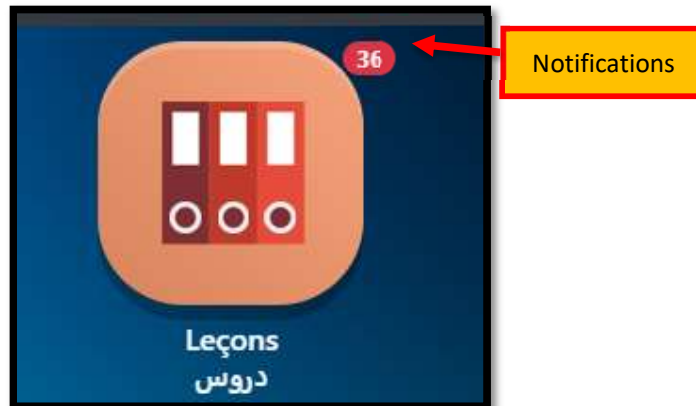 36
Notifications
Leçons
دروس